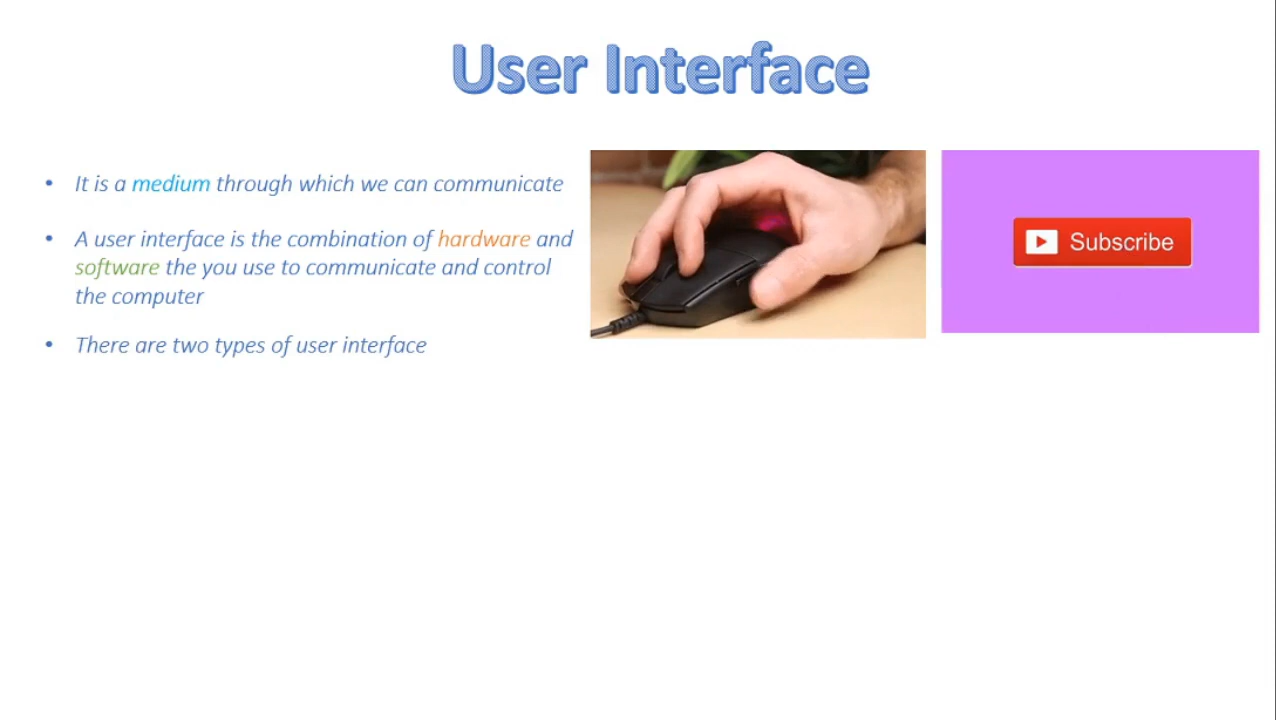 User Interface
• It is a medium through which we can communicate
• A user interface is the combination of hardware and
software the you use to communicate and control
the computer
• There are two types of user interface
Subscribe